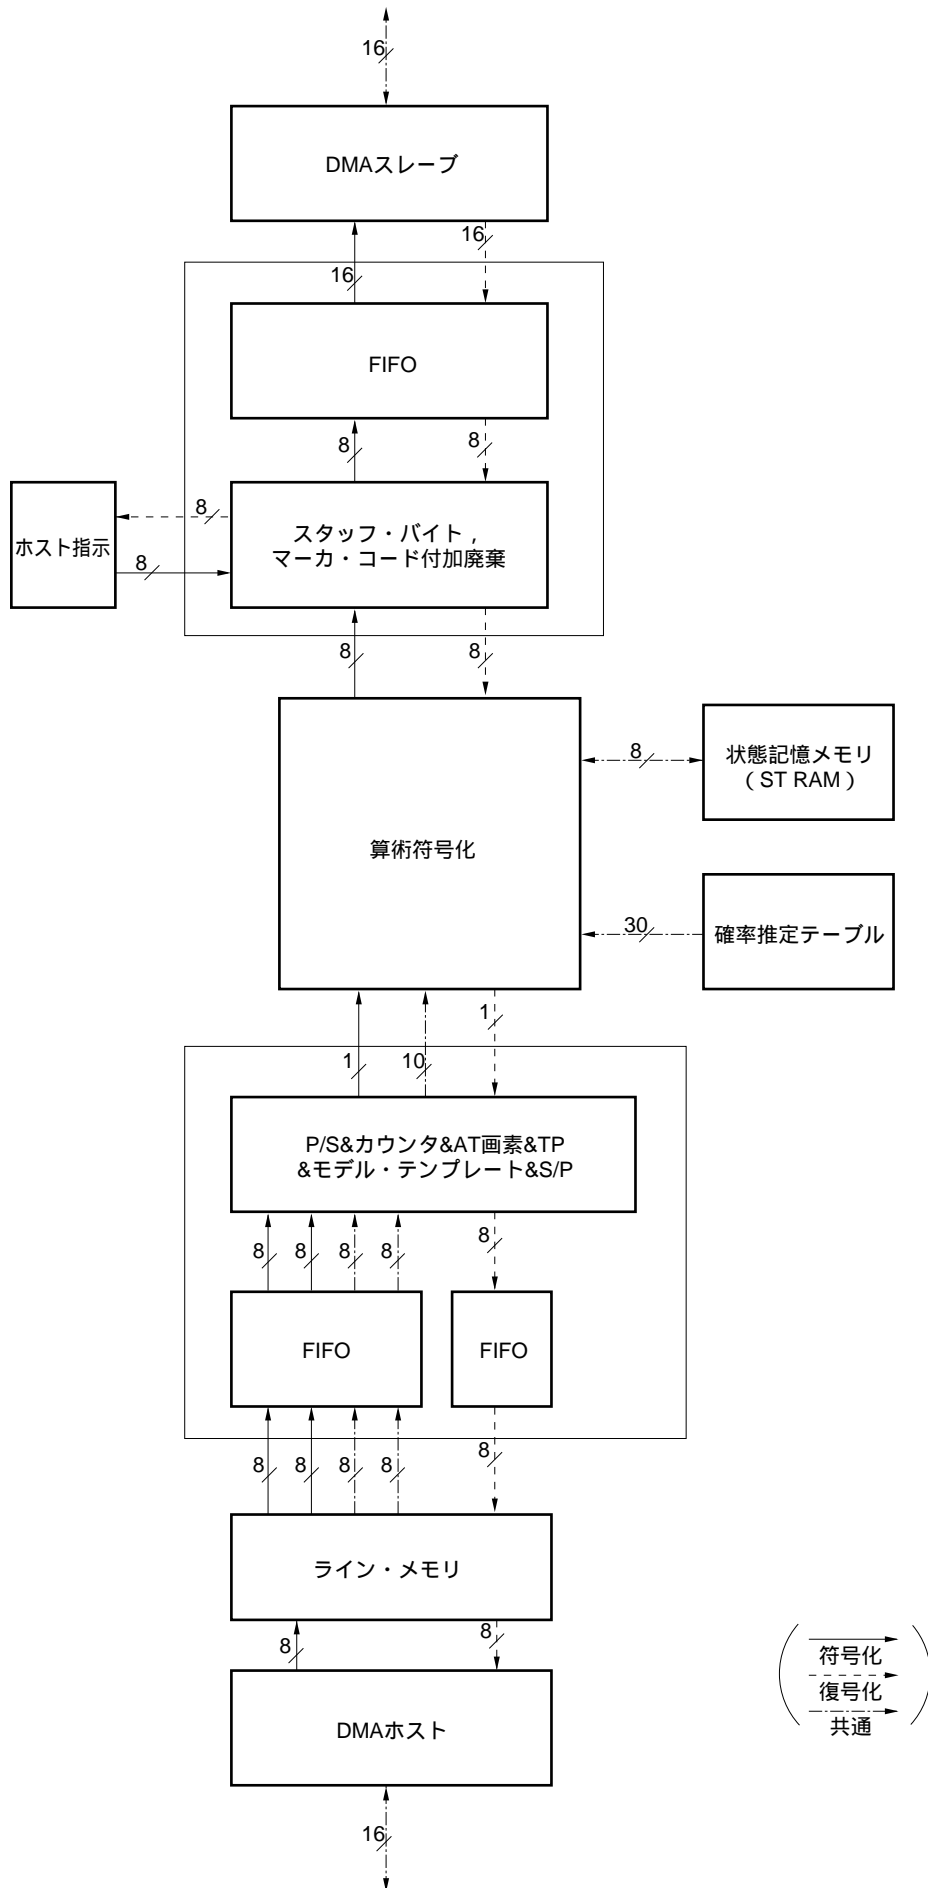 16
DMAスレーブ
16
16
FIFO
8
8
ホスト指示
8
8
スタッフ・バイト，
マーカ・コード付加廃棄
8
8
算術符号化
8
状態記憶メモリ
（ST RAM）
30
確率推定テーブル
1
10
1
P/S&カウンタ&AT画素&TP
&モデル・テンプレート&S/P
8
8
8
8
8
FIFO
FIFO
8
8
8
8
8
ライン・メモリ
8
8
DMAホスト
16
符号化
復号化
共通